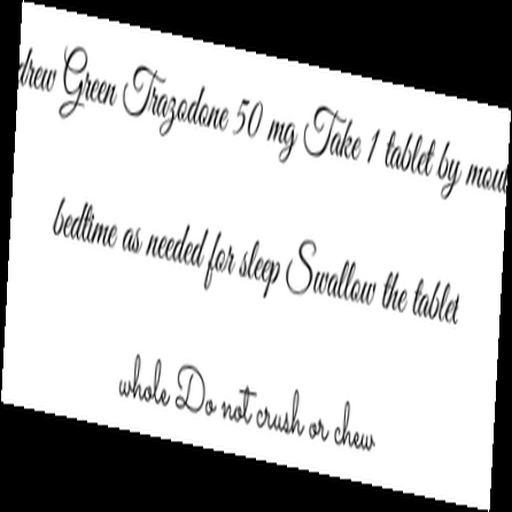 drew Green Trazodone 50 mg Take 1 tablet by mou
bedtime as needed for sleep Swallow the tablet
whole Do not crush or chew